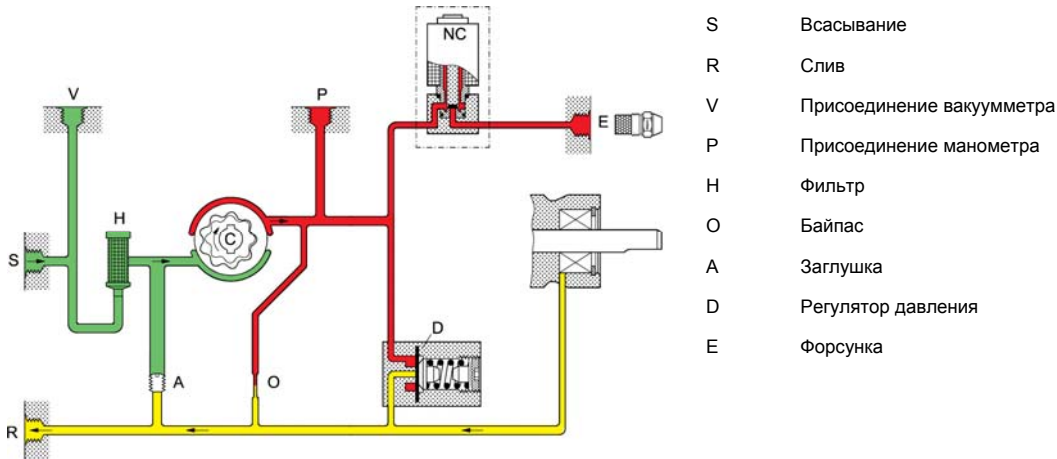 NC
V
P
E
H
C
S
D
A
O
R
S Всасывание
R Слив
V Присоединение вакуумметра
P Присоединение манометра
H Фильтр
O Байпас
A Заглушка
D Регулятор давления
E Форсунка